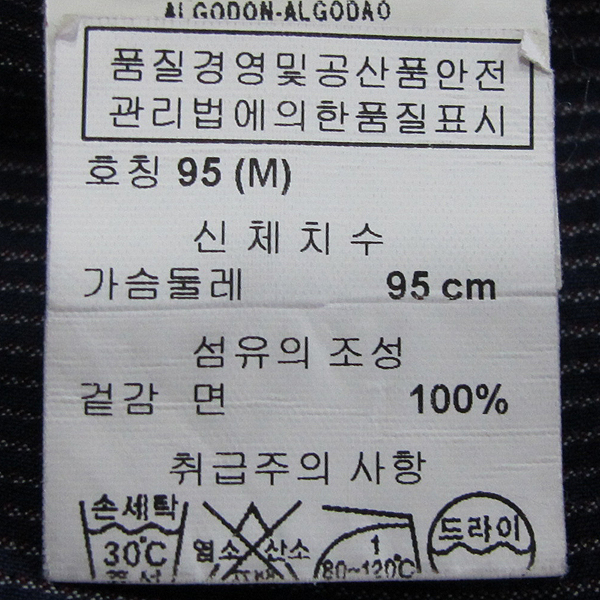 ALGODON-ALGODAO
품질경영및공산품안전
관리법에의한품질표시
호칭 95 (M)
신체치수
가슴둘레 95 cm
섬유의 조성
겉감 면 100%
취급주의 사항
손세탁
30℃
염소 산소
1
80~120℃
드라이